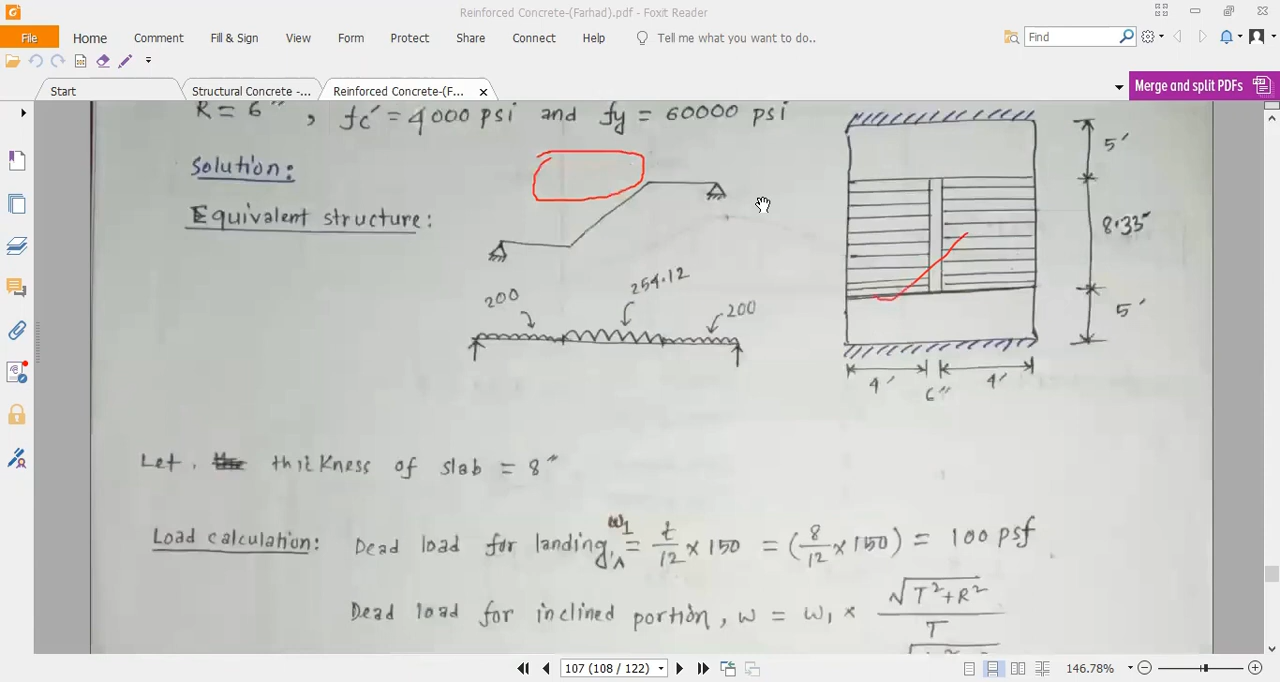 Reinforced Concrete-(Farhad).pdf - Foxit Reader
File Home Comment Fill & Sign View Form Protect Share Connect Help Tell me what you want to do.. Find
Start Structural Concrete -... Reinforced Concrete-(F... Merge and split PDFs
R = 6", fc' = 4000 psi and fy = 60000 psi
Solution:
Equivalent structure:
200
254.12
200
5'
8.33'
5'
4'
6"
4'
Let, thickness of slab = 8"
Load calculation: Dead load for landing, w1 = t/12 × 150 = (8/12 × 150) = 100 psf
Dead load for inclined portion, w = w1 × √T²+R² / T
107 (108 / 122) 146.78%